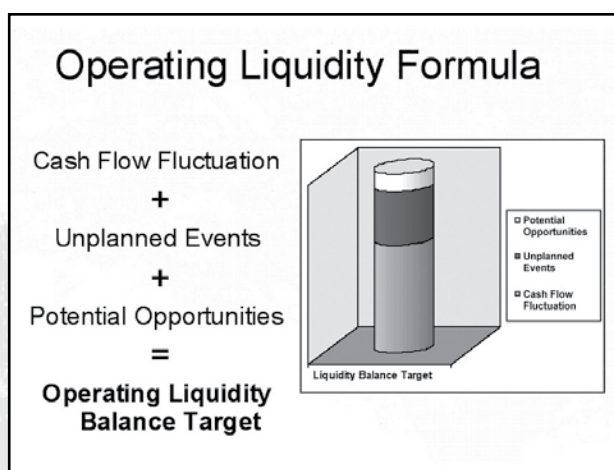 Operating Liquidity Formula
Cash Flow Fluctuation
+
Unplanned Events
+
Potential Opportunities
=
Operating Liquidity
Balance Target
Potential
Opportunities
Unplanned
Events
Cash Flow
Fluctuation
Liquidity Balance Target